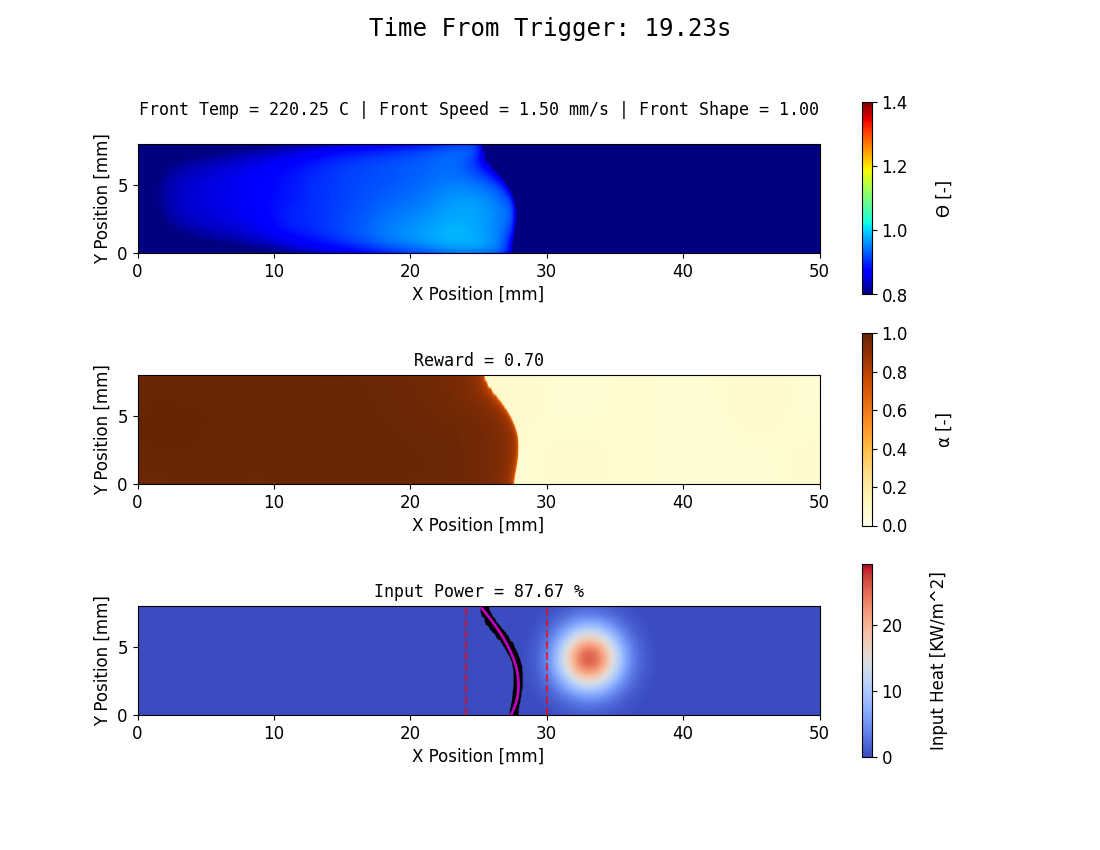 Time From Trigger: 19.23s
Front Temp = 220.25 C | Front Speed = 1.50 mm/s | Front Shape = 1.00
Y Position [mm]
5
0
0 10 20 30 40 50
X Position [mm]
1.4
1.2
1.0
0.8
Θ [-]
Reward = 0.70
Y Position [mm]
5
0
0 10 20 30 40 50
X Position [mm]
1.0
0.8
0.6
0.4
0.2
0.0
α [-]
Input Power = 87.67 %
Y Position [mm]
5
0
0 10 20 30 40 50
X Position [mm]
20
10
0
Input Heat [KW/m^2]